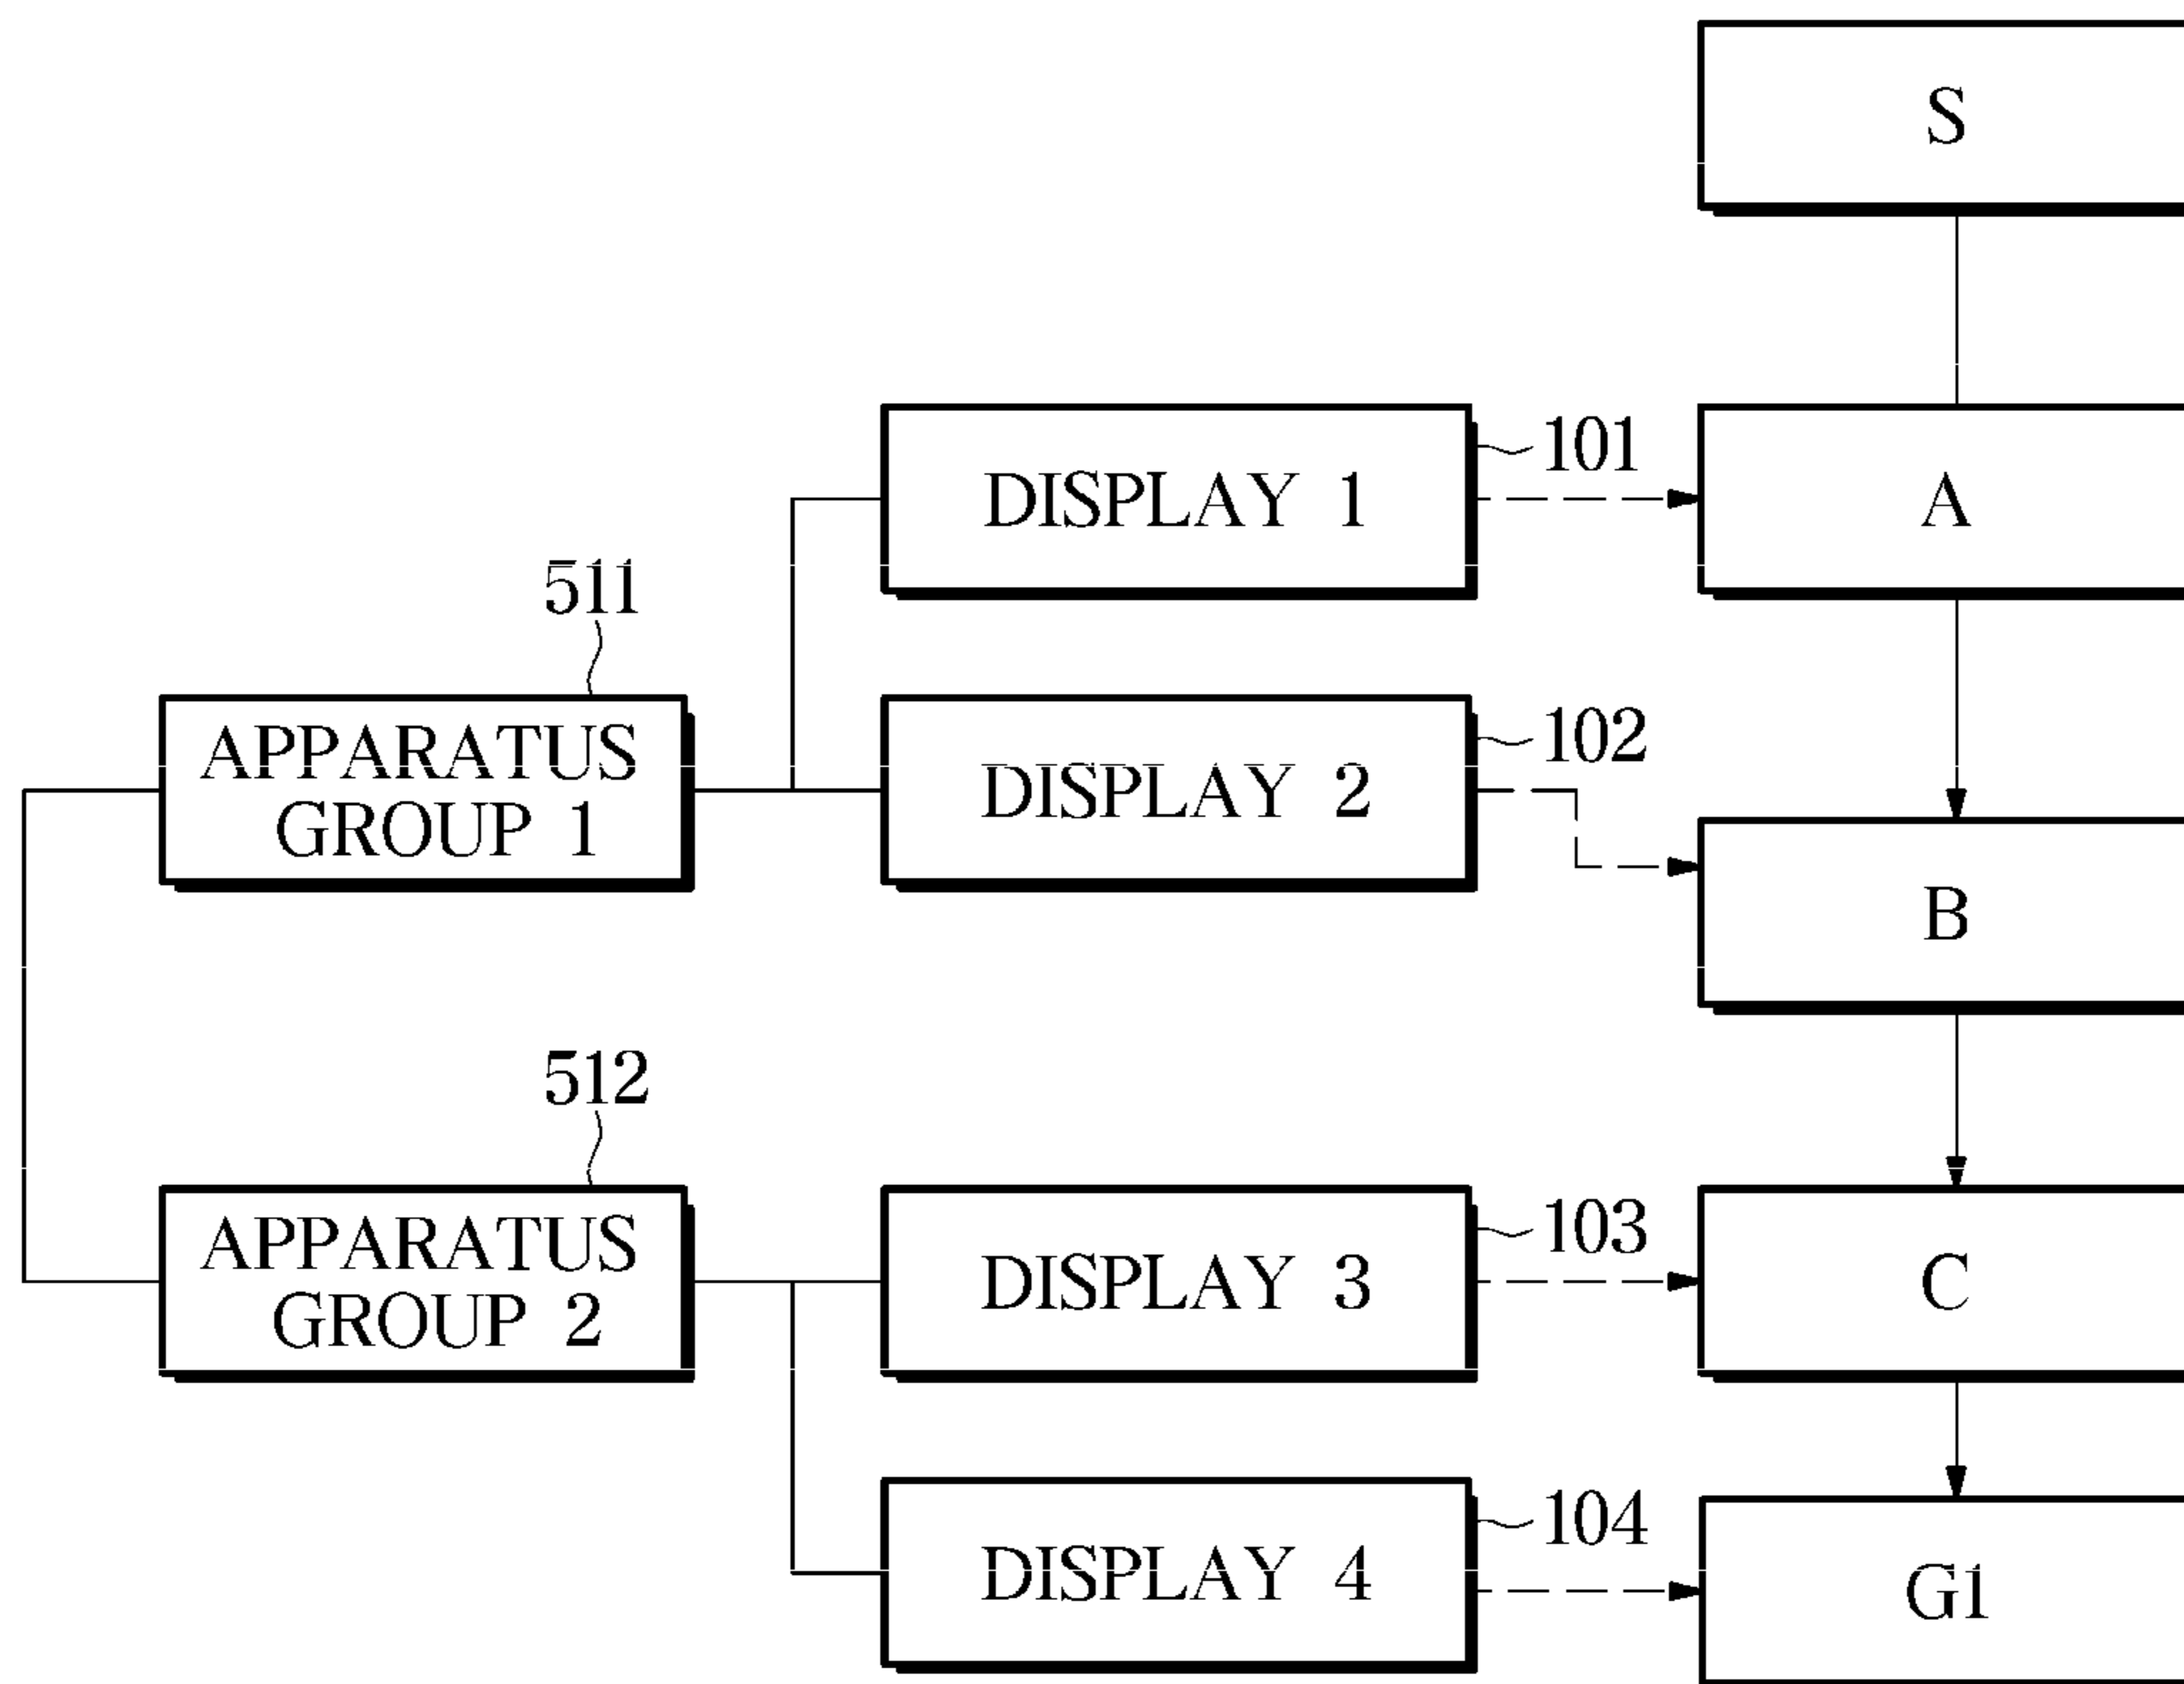 S
101
DISPLAY 1
A
511
APPARATUS
GROUP 1
102
DISPLAY 2
B
512
APPARATUS
GROUP 2
103
DISPLAY 3
C
104
DISPLAY 4
G1